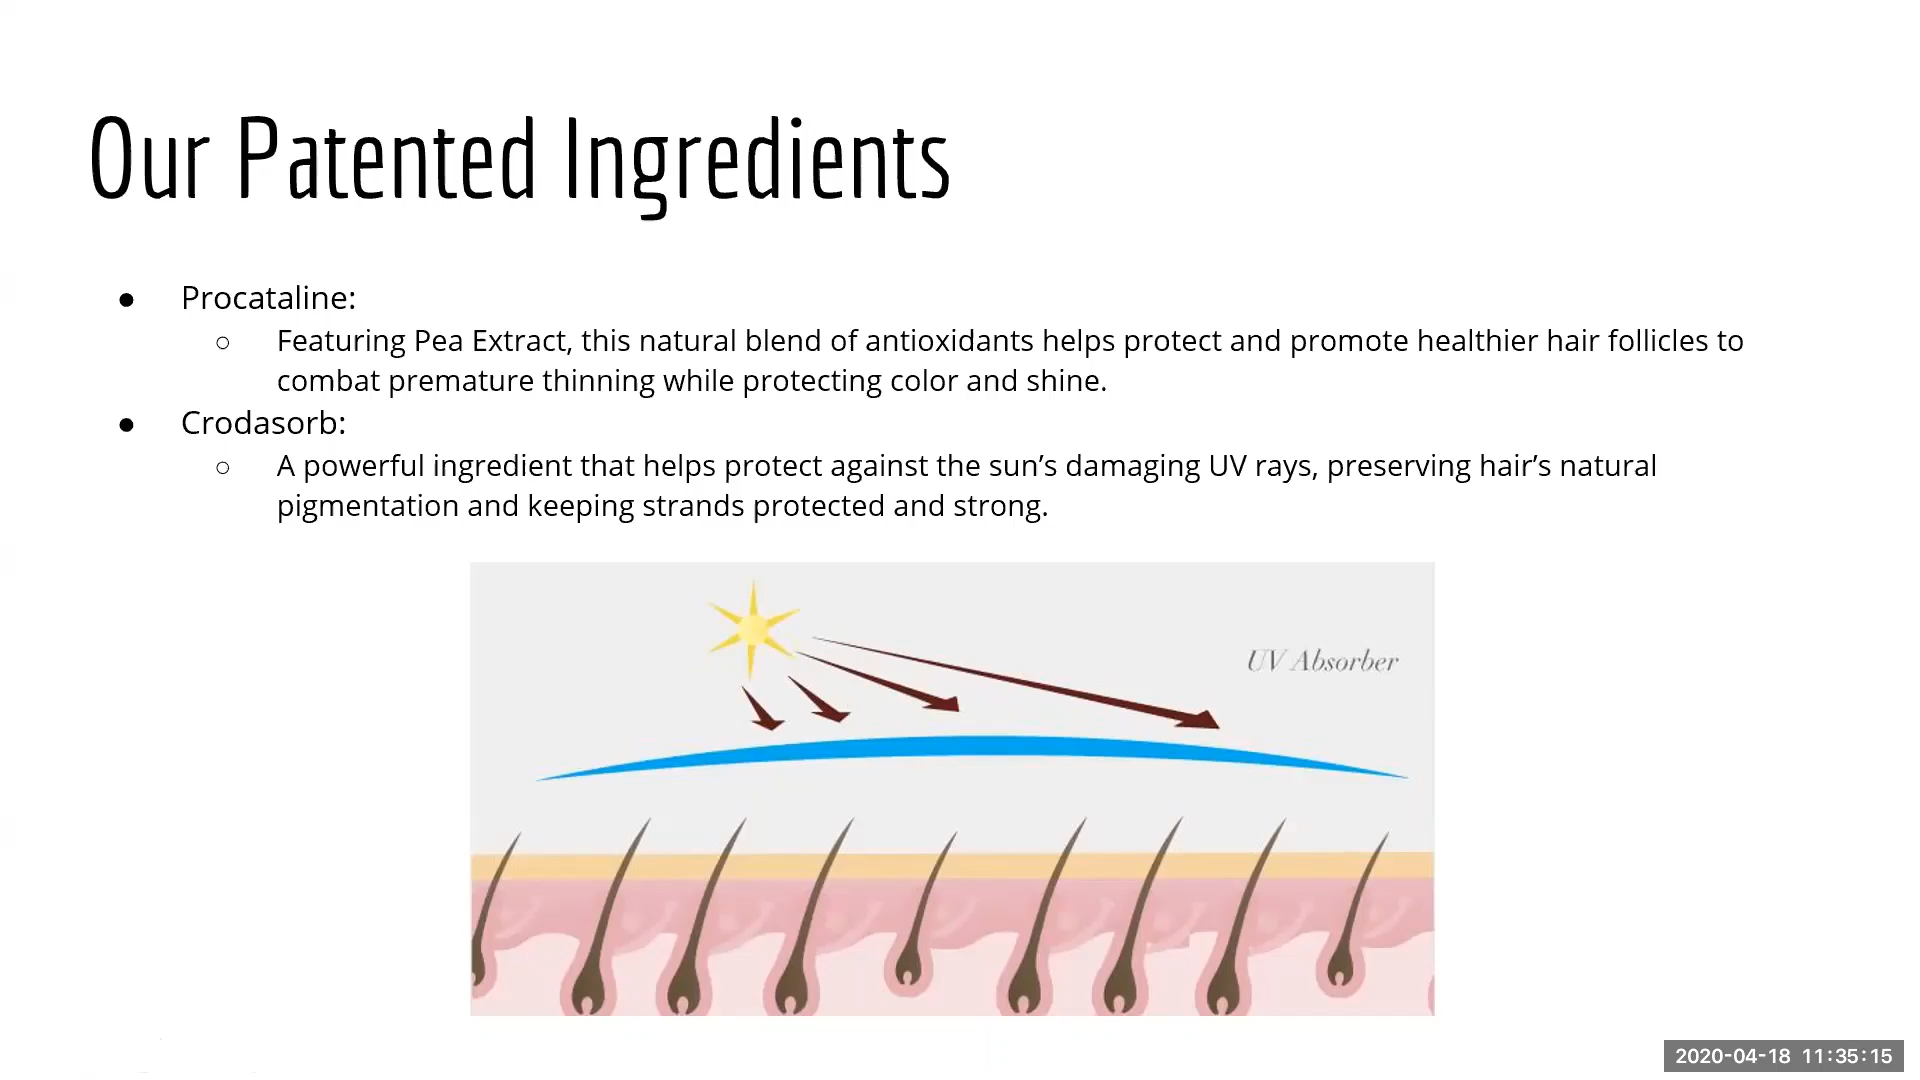 Our Patented Ingredients
● Procataline:
○ Featuring Pea Extract, this natural blend of antioxidants helps protect and promote healthier hair follicles to
combat premature thinning while protecting color and shine.
● Crodasorb:
○ A powerful ingredient that helps protect against the sun’s damaging UV rays, preserving hair’s natural
pigmentation and keeping strands protected and strong.
UV Absorber
2020-04-18 11:35:15